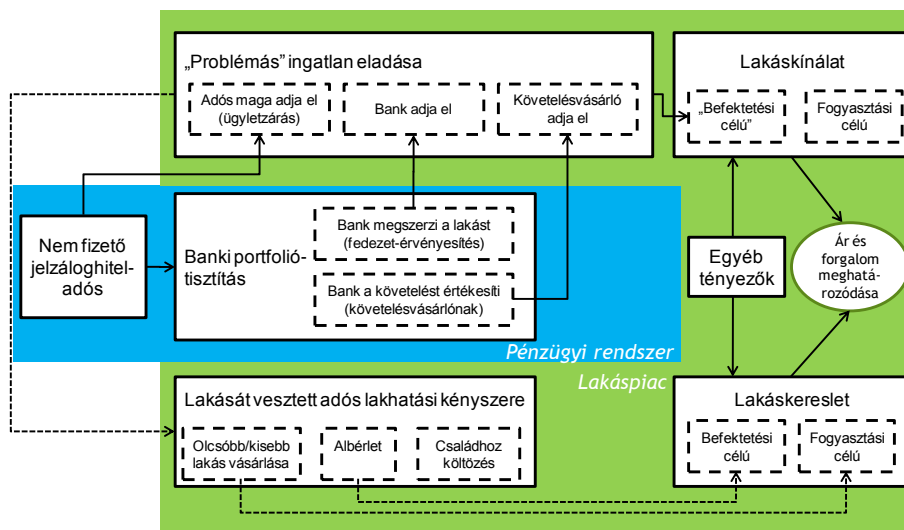 „Problémás” ingatlan eladása
Adós maga adja el
(ügyletzárás)
Bank adja el
Követelésvásárló
adja el
Lakáskínálat
„Befektetési
célú”
Fogyasztási
célú
Nem fizető
jelzáloghitel-
adós
Banki portfolió-
tisztítás
Bank megszerzi a lakást
(fedezet-érvényesítés)
Bank a követelést értékesíti
(követelésvásárlónak)
Egyéb
tényezők
Ár és
forgalom
meghatá-
rozódása
Pénzügyi rendszer
Lakáspiac
Lakását vesztett adós lakhatási kényszere
Olcsóbb/kisebb
lakás vásárlása
Albérlet
Családhoz
költözés
Lakáskereslet
Befektetési
célú
Fogyasztási
célú